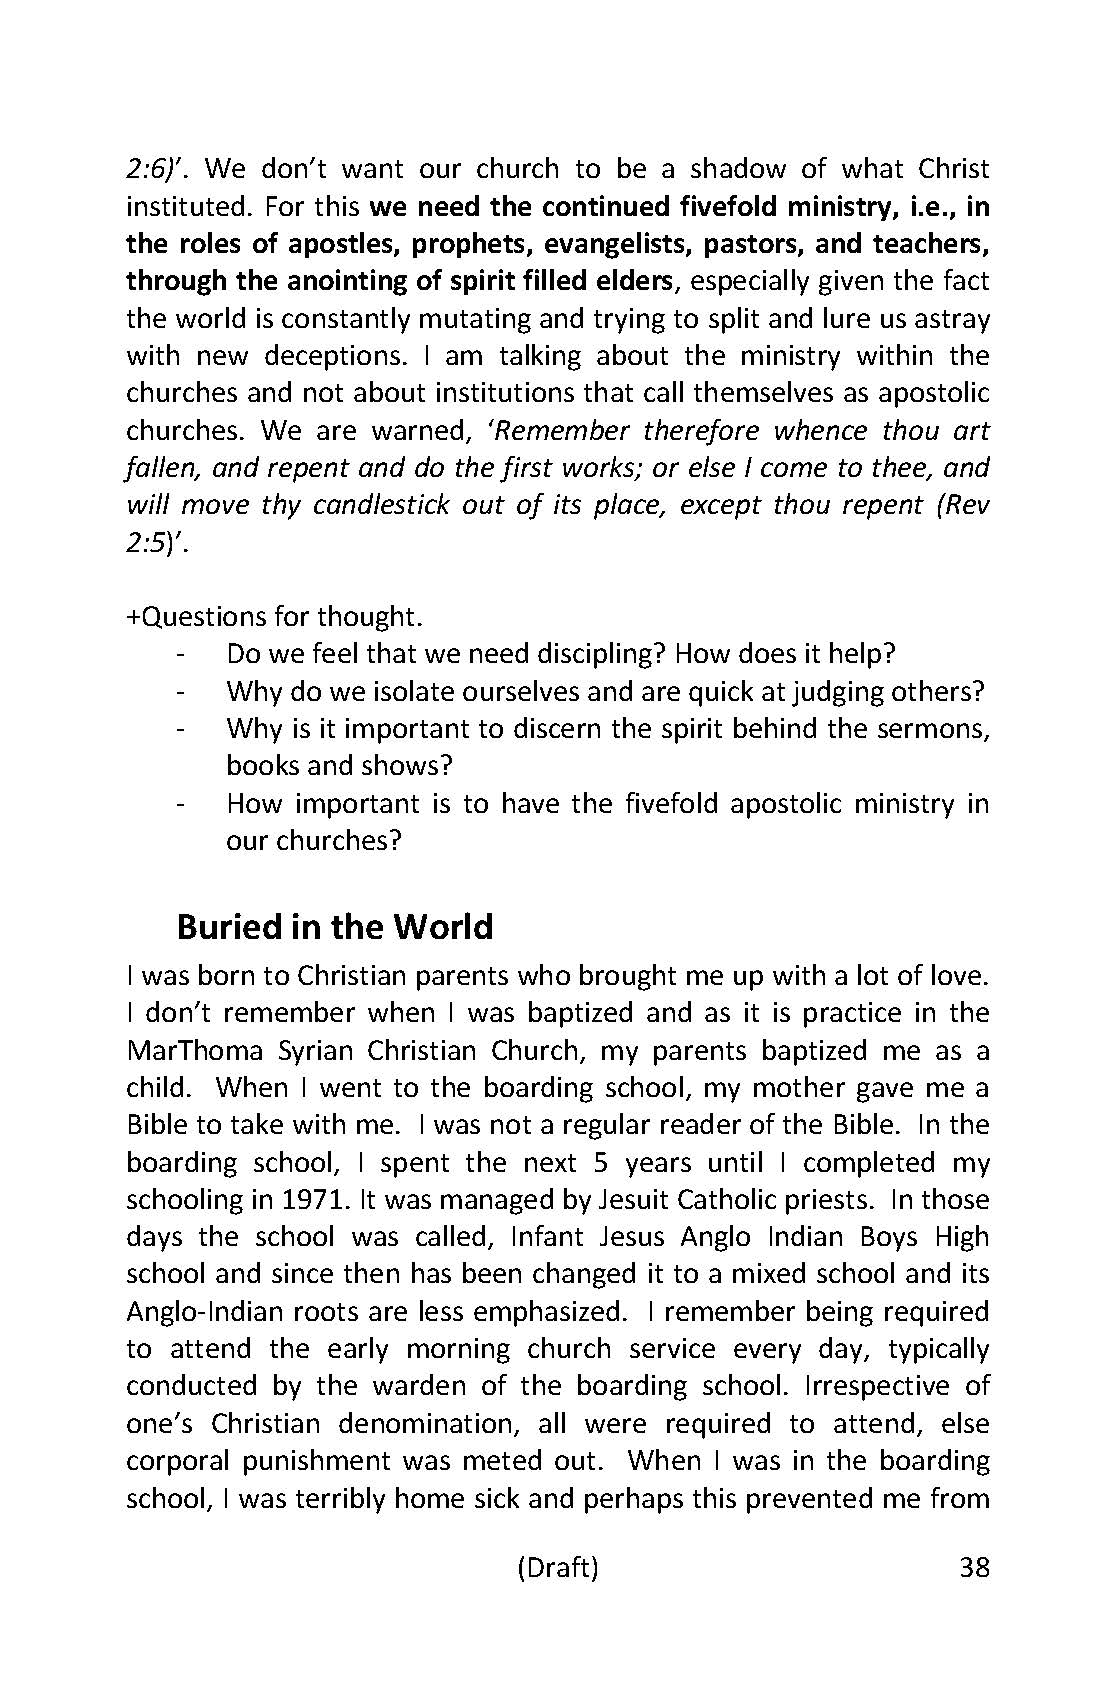 2:6)’. We don’t want our church to be a shadow of what Christ
instituted. For this we need the continued fivefold ministry, i.e., in
the roles of apostles, prophets, evangelists, pastors, and teachers,
through the anointing of spirit filled elders, especially given the fact
the world is constantly mutating and trying to split and lure us astray
with new deceptions. I am talking about the ministry within the
churches and not about institutions that call themselves as apostolic
churches. We are warned, ‘Remember therefore whence thou art
fallen, and repent and do the first works; or else I come to thee, and
will move thy candlestick out of its place, except thou repent (Rev
2:5)’.
+Questions for thought.
- Do we feel that we need discipling? How does it help?
- Why do we isolate ourselves and are quick at judging others?
- Why is it important to discern the spirit behind the sermons,
books and shows?
- How important is to have the fivefold apostolic ministry in
our churches?
Buried in the World
I was born to Christian parents who brought me up with a lot of love.
I don’t remember when I was baptized and as it is practice in the
MarThoma Syrian Christian Church, my parents baptized me as a
child. When I went to the boarding school, my mother gave me a
Bible to take with me. I was not a regular reader of the Bible. In the
boarding school, I spent the next 5 years until I completed my
schooling in 1971. It was managed by Jesuit Catholic priests. In those
days the school was called, Infant Jesus Anglo Indian Boys High
school and since then has been changed it to a mixed school and its
Anglo-Indian roots are less emphasized. I remember being required
to attend the early morning church service every day, typically
conducted by the warden of the boarding school. Irrespective of
one’s Christian denomination, all were required to attend, else
corporal punishment was meted out. When I was in the boarding
school, I was terribly home sick and perhaps this prevented me from
(Draft) 38